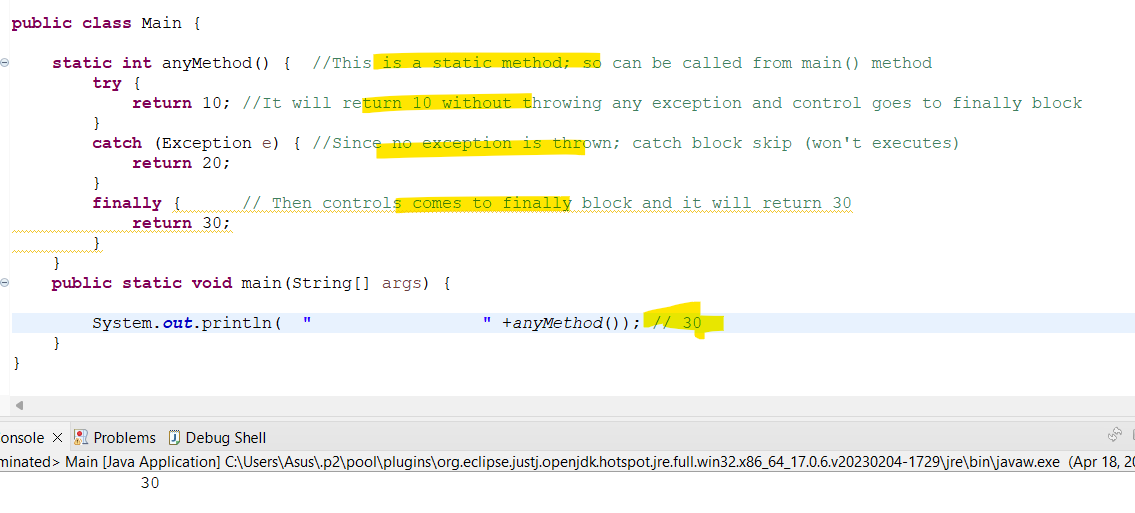 public class Main {
static int anyMethod() { //This is a static method; so can be called from main() method
try {
return 10; //It will return 10 without throwing any exception and control goes to finally block
}
catch (Exception e) { //Since no exception is thrown; catch block skip (won't executes)
return 20;
}
finally { // Then controls comes to finally block and it will return 30
return 30;
}
}
public static void main(String[] args) {
System.out.println( " " +anyMethod()); // 30
}
}
onsole Problems Debug Shell
minated> Main [Java Application] C:\Users\Asus\.p2\pool\plugins\org.eclipse.justj.openjdk.hotspot.jre.full.win32.x86_64_17.0.6.v20230204-1729\jre\bin\javaw.exe (Apr 18, 20
30